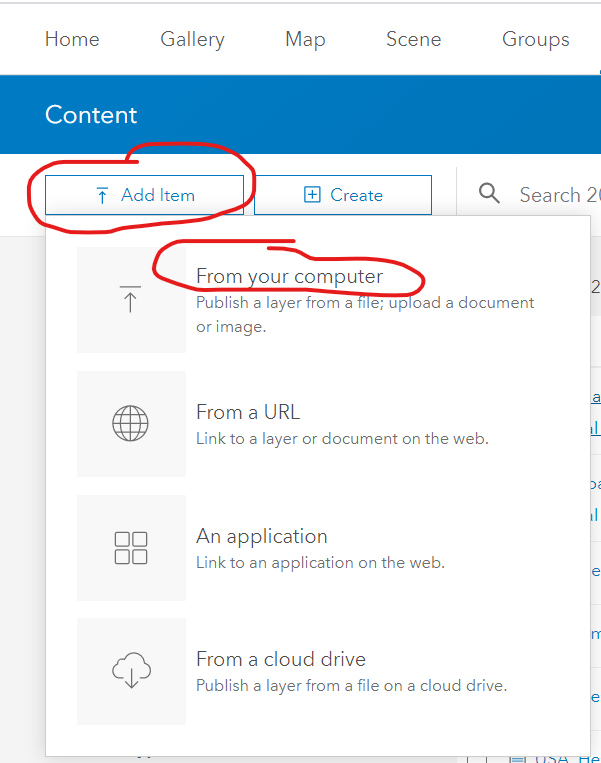 Home Gallery Map Scene Groups
Content
Add Item Create Search 20
From your computer
Publish a layer from a file; upload a document
or image.
From a URL
Link to a layer or document on the web.
An application
Link to an application on the web.
From a cloud drive
Publish a layer from a file on a cloud drive.